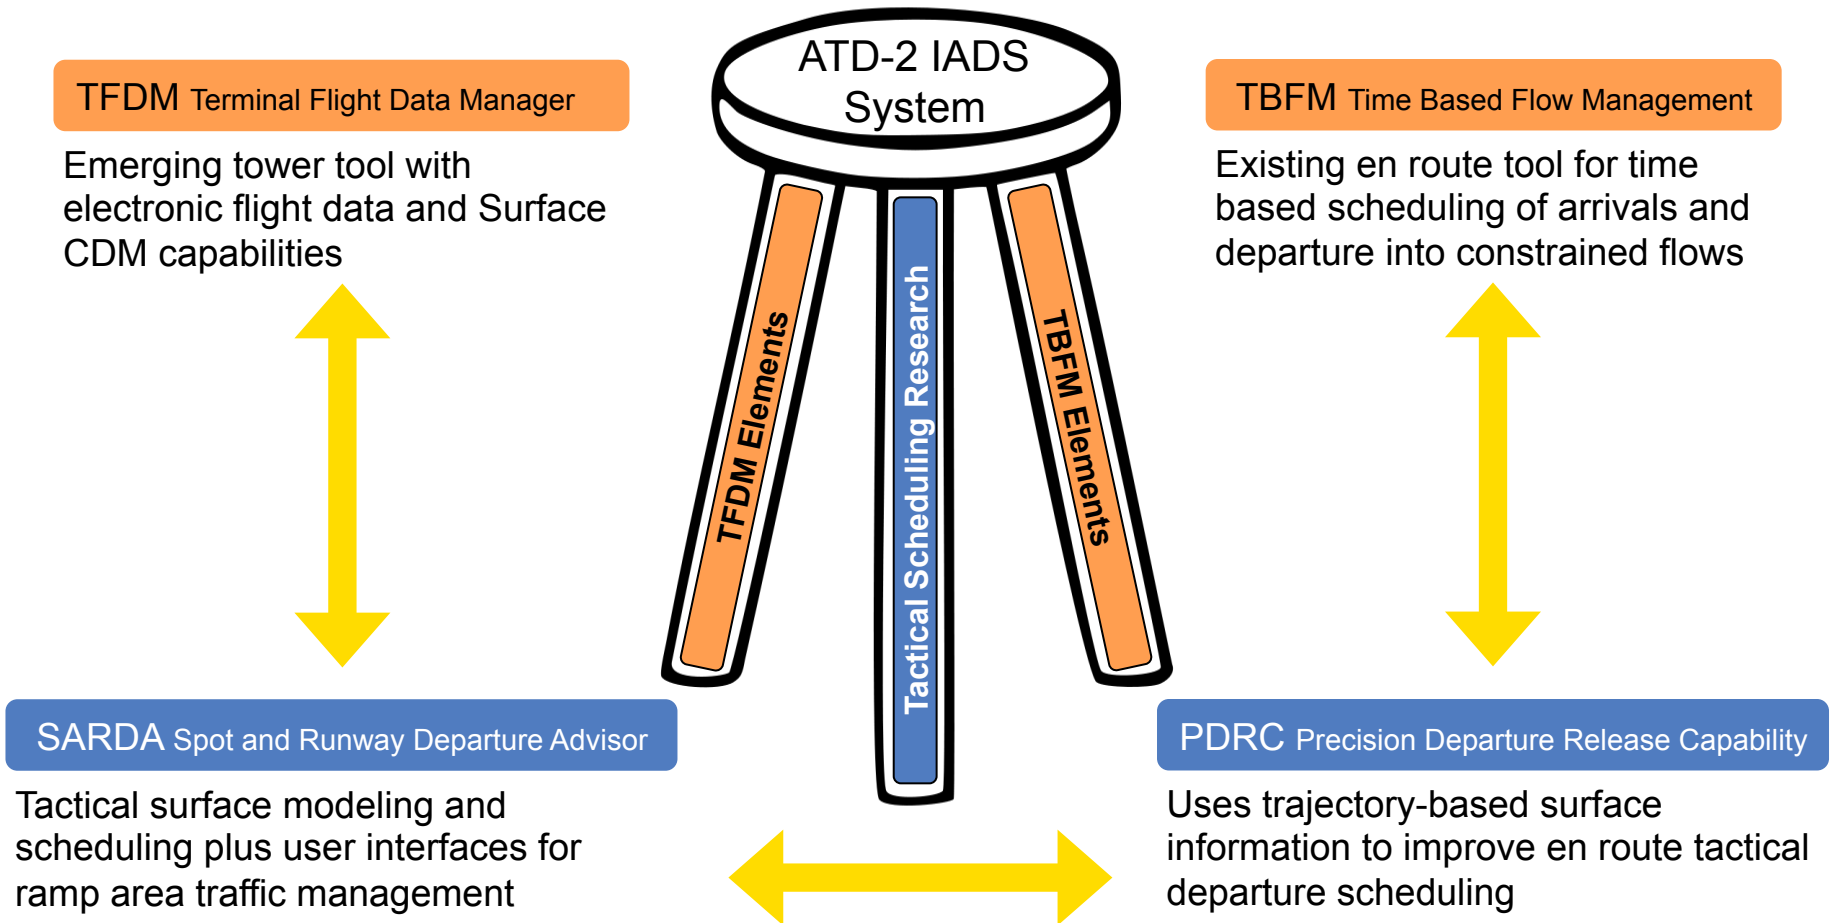 ATD-2 IADS
System
TFDM Terminal Flight Data Manager
Emerging tower tool with
electronic flight data and Surface
CDM capabilities
TBFM Time Based Flow Management
Existing en route tool for time
based scheduling of arrivals and
departure into constrained flows
TFDM Elements
Tactical Scheduling Research
TBFM Elements
SARDA Spot and Runway Departure Advisor
Tactical surface modeling and
scheduling plus user interfaces for
ramp area traffic management
PDRC Precision Departure Release Capability
Uses trajectory-based surface
information to improve en route tactical
departure scheduling